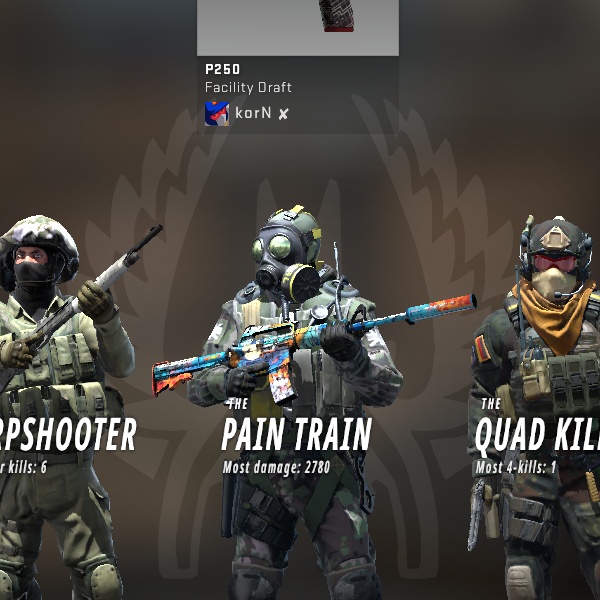 P250
Facility Draft
korN ✘
RPSHOOTER
r kills: 6
THE
PAIN TRAIN
Most damage: 2780
THE
QUAD KIL
Most 4-kills: 1